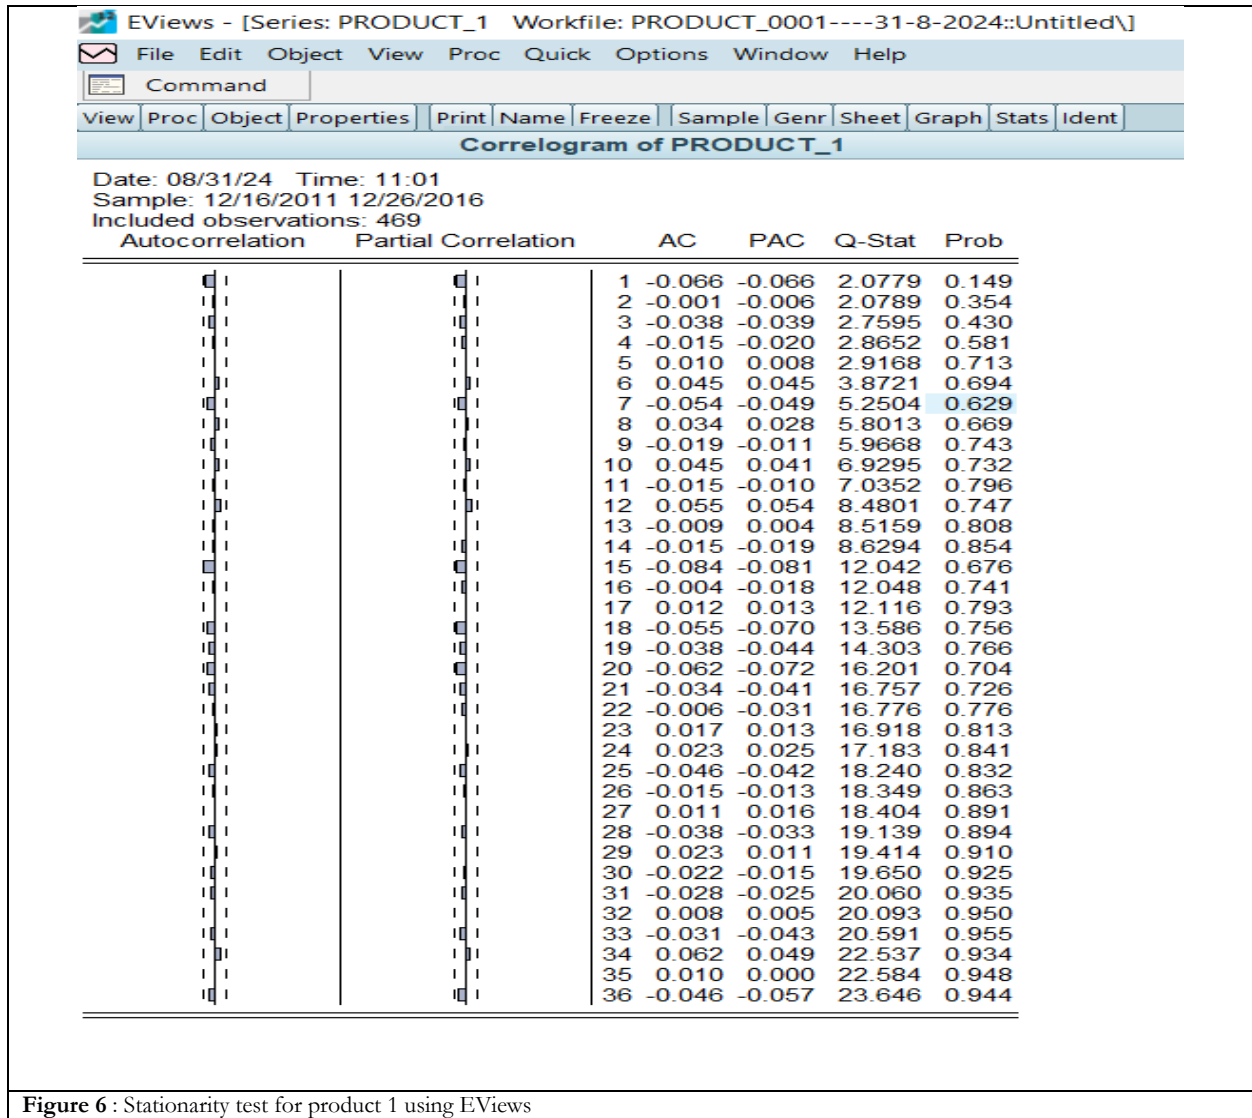 EViews - [Series: PRODUCT_1 Workfile: PRODUCT_0001----31-8-2024::Untitled\]
File Edit Object View Proc Quick Options Window Help
Command
View Proc Object Properties Print Name Freeze Sample Genr Sheet Graph Stats Ident
Correlogram of PRODUCT_1
Date: 08/31/24 Time: 11:01
Sample: 12/16/2011 12/26/2016
Included observations: 469
Autocorrelation Partial Correlation AC PAC Q-Stat Prob
1 -0.066 -0.066 2.0779 0.149
2 -0.001 -0.006 2.0789 0.354
3 -0.038 -0.039 2.7595 0.430
4 -0.015 -0.020 2.8652 0.581
5 0.010 0.008 2.9168 0.713
6 0.045 0.045 3.8721 0.694
7 -0.054 -0.049 5.2504 0.629
8 0.034 0.028 5.8013 0.669
9 -0.019 -0.011 5.9668 0.743
10 0.045 0.041 6.9295 0.732
11 -0.015 -0.010 7.0352 0.796
12 0.055 0.054 8.4801 0.747
13 -0.009 0.004 8.5159 0.808
14 -0.015 -0.019 8.6294 0.854
15 -0.084 -0.081 12.042 0.676
16 -0.004 -0.018 12.048 0.741
17 0.012 0.013 12.116 0.793
18 -0.055 -0.070 13.586 0.756
19 -0.038 -0.044 14.303 0.766
20 -0.062 -0.072 16.201 0.704
21 -0.034 -0.041 16.757 0.726
22 -0.006 -0.031 16.776 0.776
23 0.017 0.013 16.918 0.813
24 0.023 0.025 17.183 0.841
25 -0.046 -0.042 18.240 0.832
26 -0.015 -0.013 18.349 0.863
27 0.011 0.016 18.404 0.891
28 -0.038 -0.033 19.139 0.894
29 0.023 0.011 19.414 0.910
30 -0.022 -0.015 19.650 0.925
31 -0.028 -0.025 20.060 0.935
32 0.008 0.005 20.093 0.950
33 -0.031 -0.043 20.591 0.955
34 0.062 0.049 22.537 0.934
35 0.010 0.000 22.584 0.948
36 -0.046 -0.057 23.646 0.944
Figure 6 : Stationarity test for product 1 using EViews